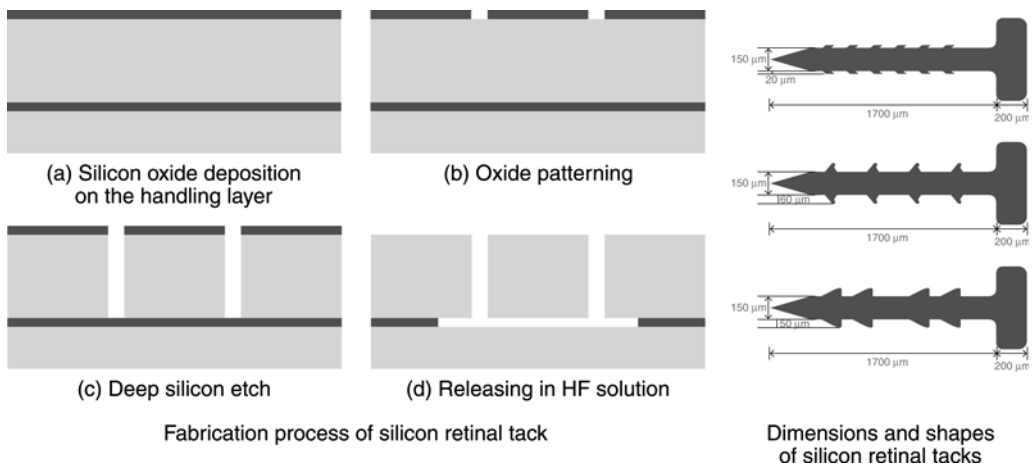 (a) Silicon oxide deposition
on the handling layer
(b) Oxide patterning
(c) Deep silicon etch
(d) Releasing in HF solution
Fabrication process of silicon retinal tack
150 μm
20 μm
1700 μm
200 μm
150 μm
60 μm
1700 μm
200 μm
150 μm
50 μm
1700 μm
200 μm
Dimensions and shapes
of silicon retinal tacks